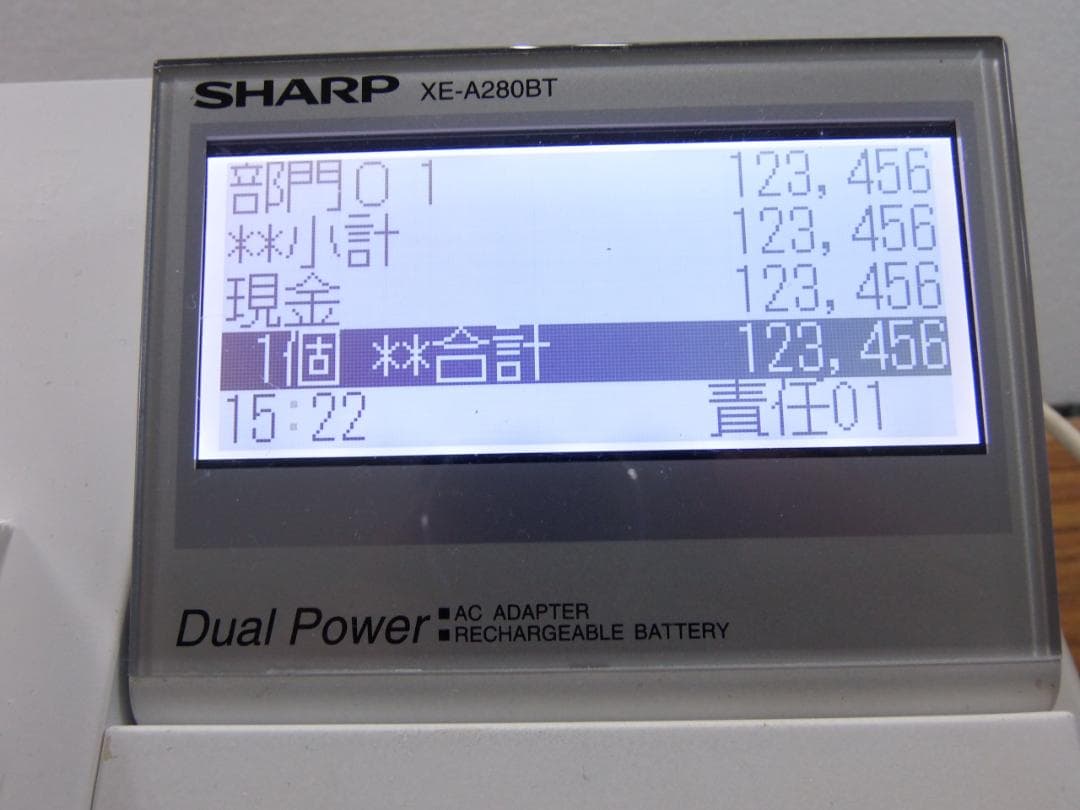 SHARP XE-A280BT
部門01 123,456
**小計 123,456
現金 123,456
1個 **合計 123,456
15:22 責任01
Dual Power ■AC ADAPTER
■RECHARGEABLE BATTERY